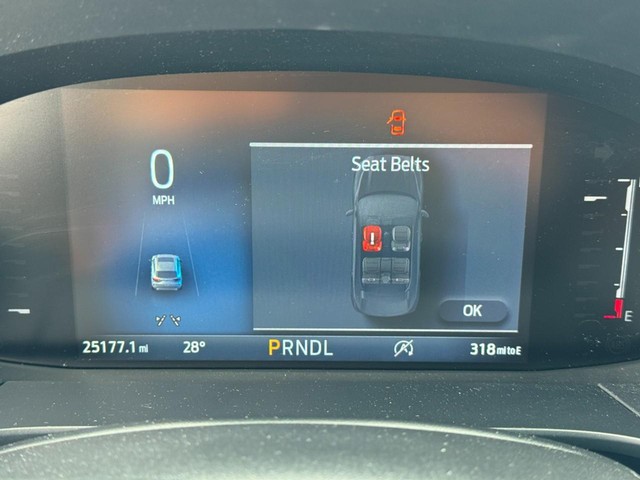 Seat Belts
0
MPH
OK
25177.1 mi 28° PRNDL 318 mi to E
E